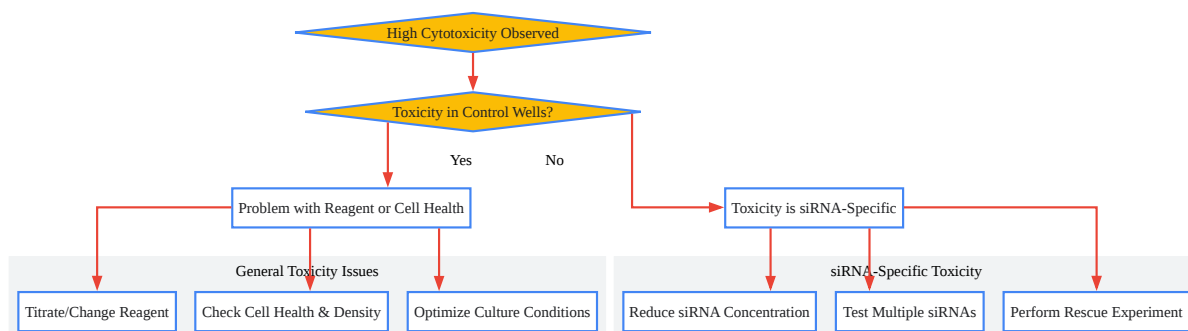 High Cytotoxicity Observed
Toxicity in Control Wells?
Yes
No
Problem with Reagent or Cell Health
Toxicity is siRNA-Specific
General Toxicity Issues
siRNA-Specific Toxicity
Titrate/Change Reagent
Check Cell Health & Density
Optimize Culture Conditions
Reduce siRNA Concentration
Test Multiple siRNAs
Perform Rescue Experiment